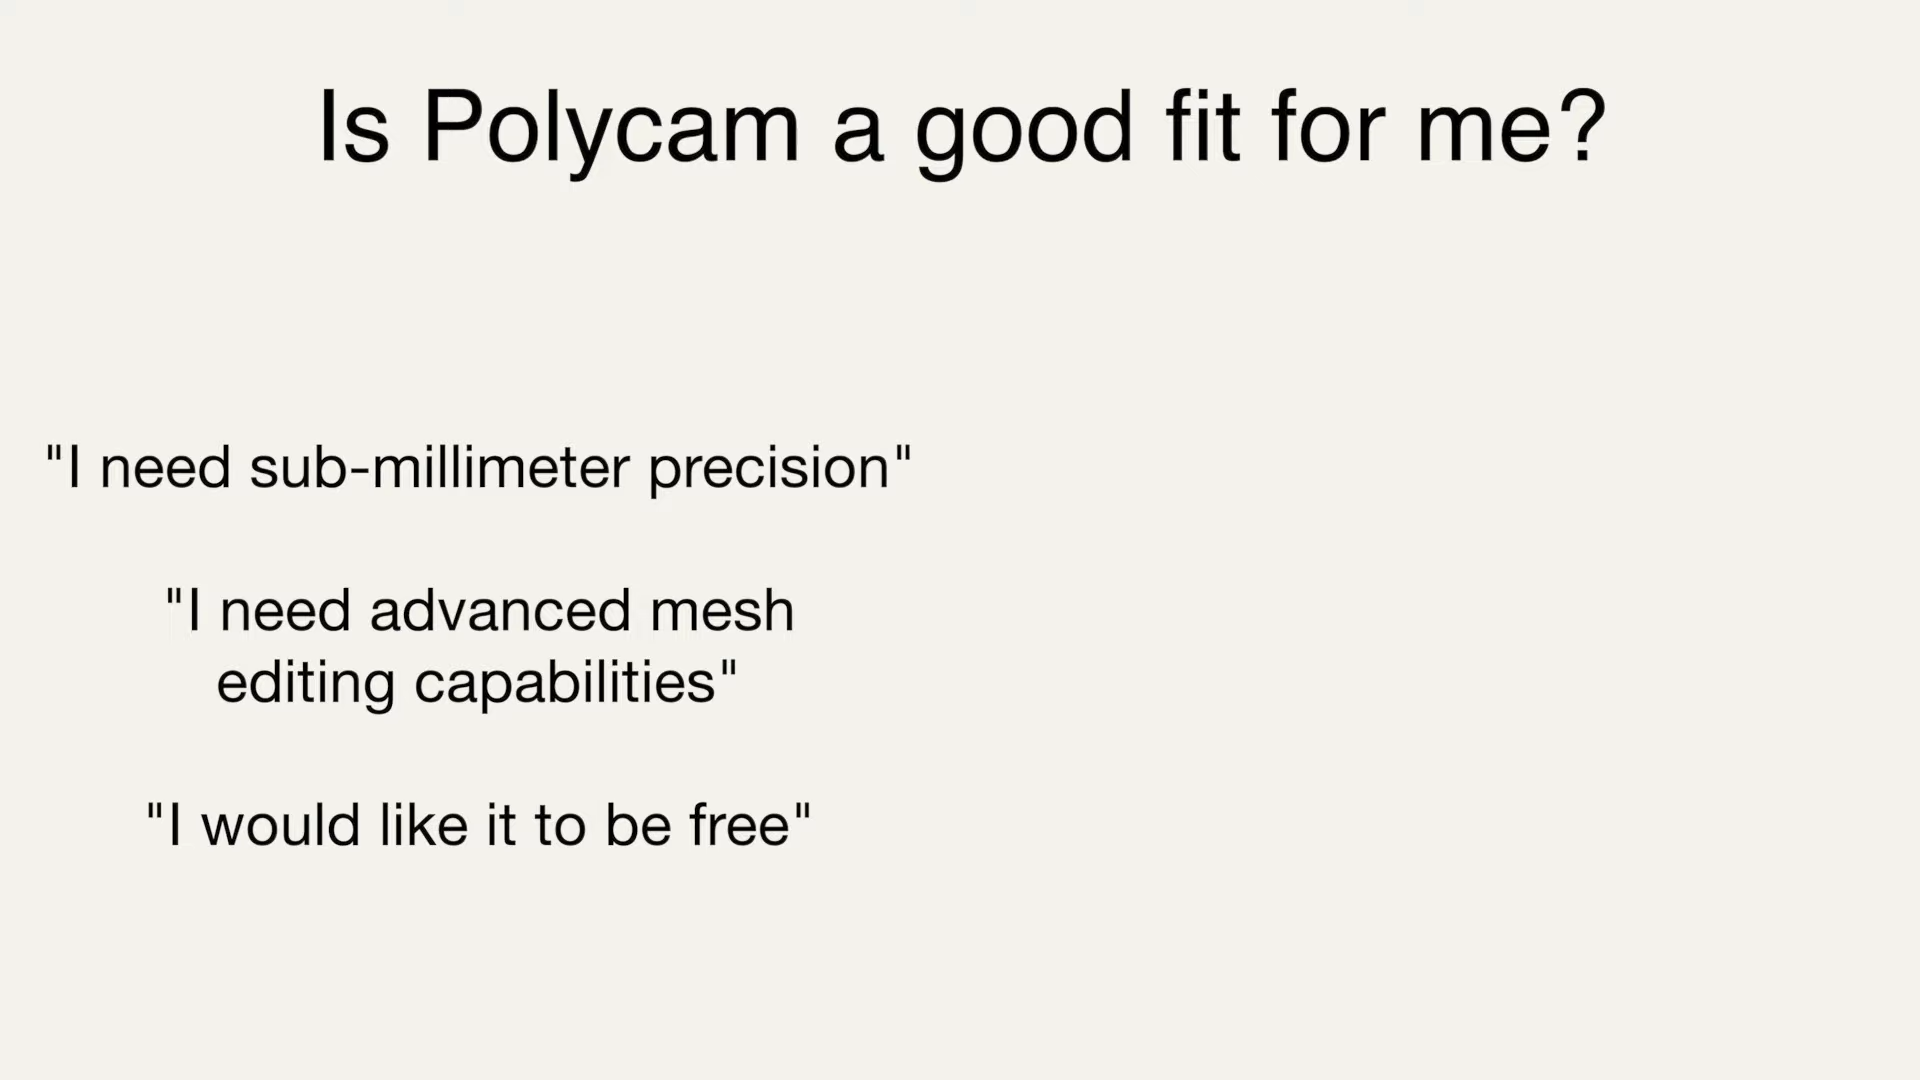 Is Polycam a good fit for me?
"I need sub-millimeter precision"
"I need advanced mesh
editing capabilities"
"I would like it to be free"